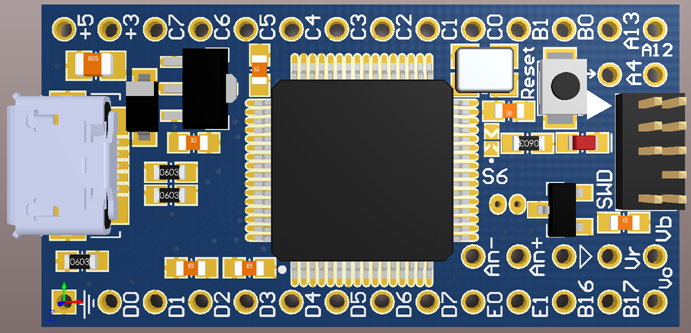 +5 +3 C7 C6 C5 C4 C3 C2 C1 C0 B1 B0 A13
A12
A4
Reset
805
0603
0603
0603
0603
S6
SWD
An- An+ Vr Vb
Vo
D0 D1 D2 D3 D4 D5 D6 D7 E0 E1 B16 B17